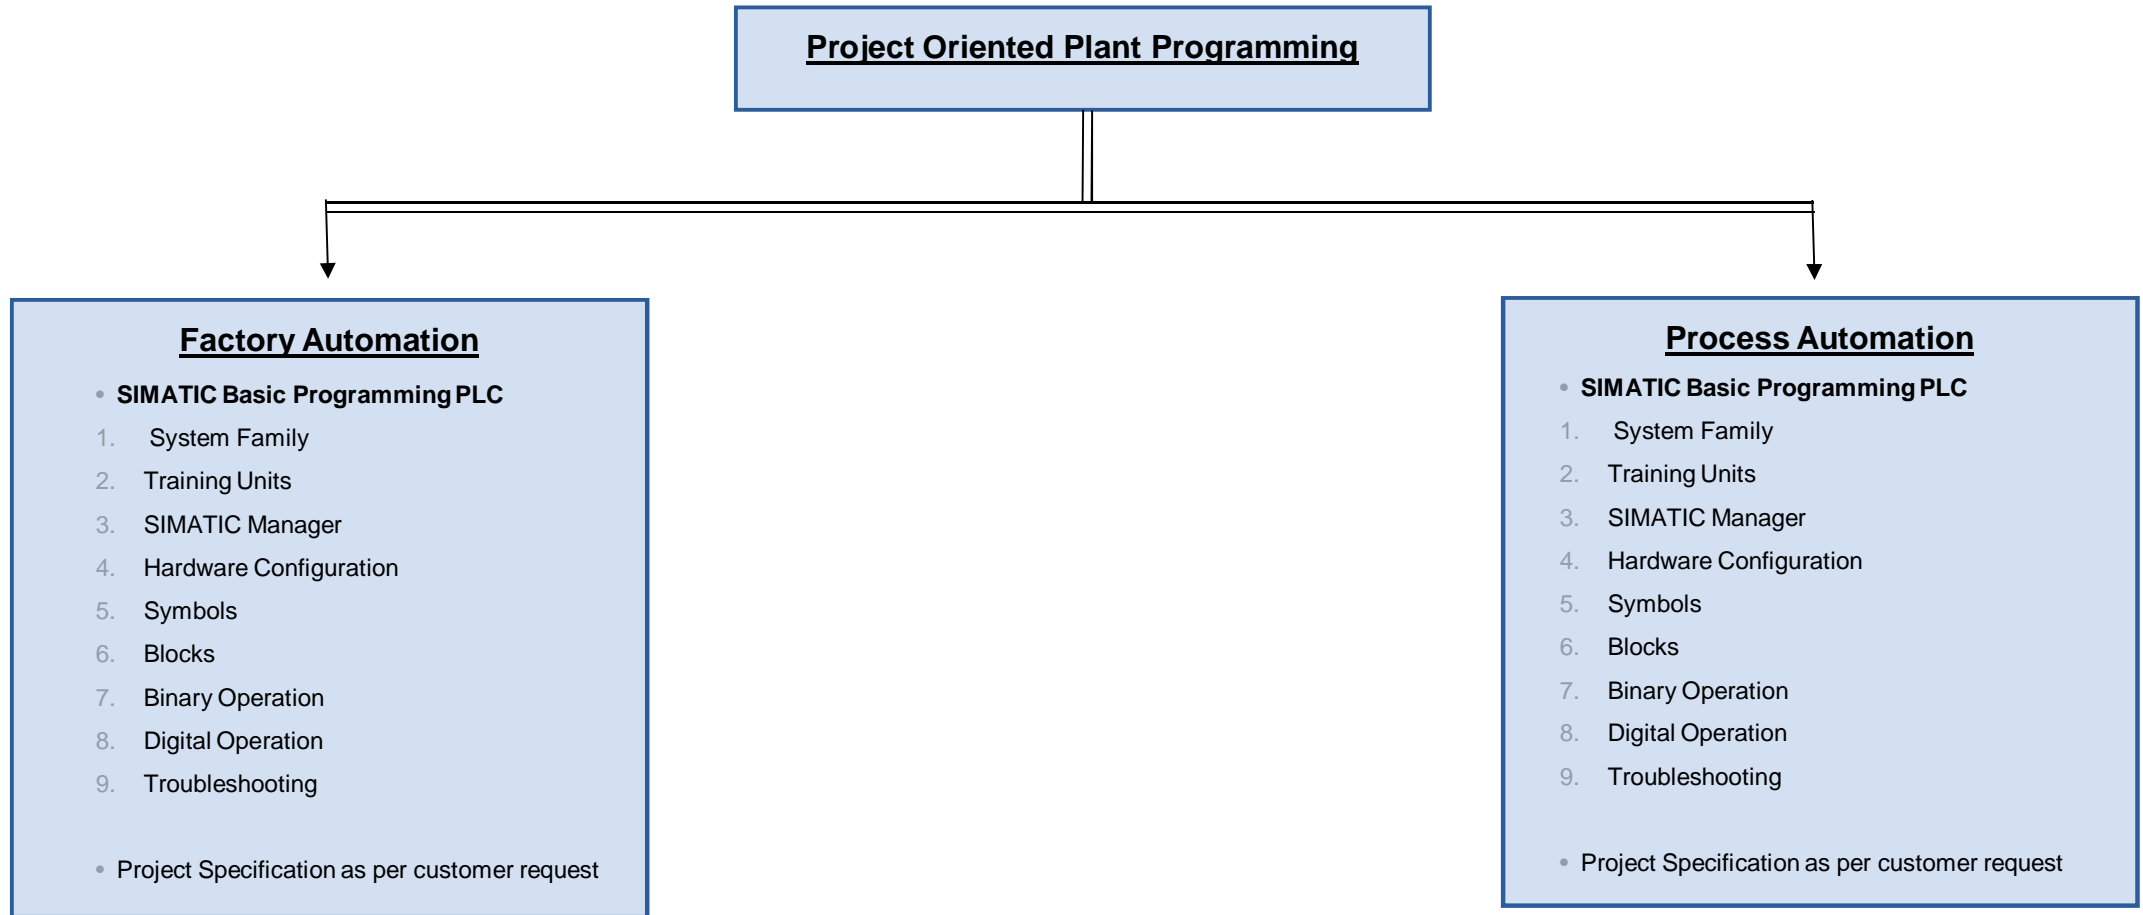 Project Oriented Plant Programming
Factory Automation
• SIMATIC Basic Programming PLC
1. System Family
2. Training Units
3. SIMATIC Manager
4. Hardware Configuration
5. Symbols
6. Blocks
7. Binary Operation
8. Digital Operation
9. Troubleshooting
• Project Specification as per customer request
Process Automation
• SIMATIC Basic Programming PLC
1. System Family
2. Training Units
3. SIMATIC Manager
4. Hardware Configuration
5. Symbols
6. Blocks
7. Binary Operation
8. Digital Operation
9. Troubleshooting
• Project Specification as per customer request